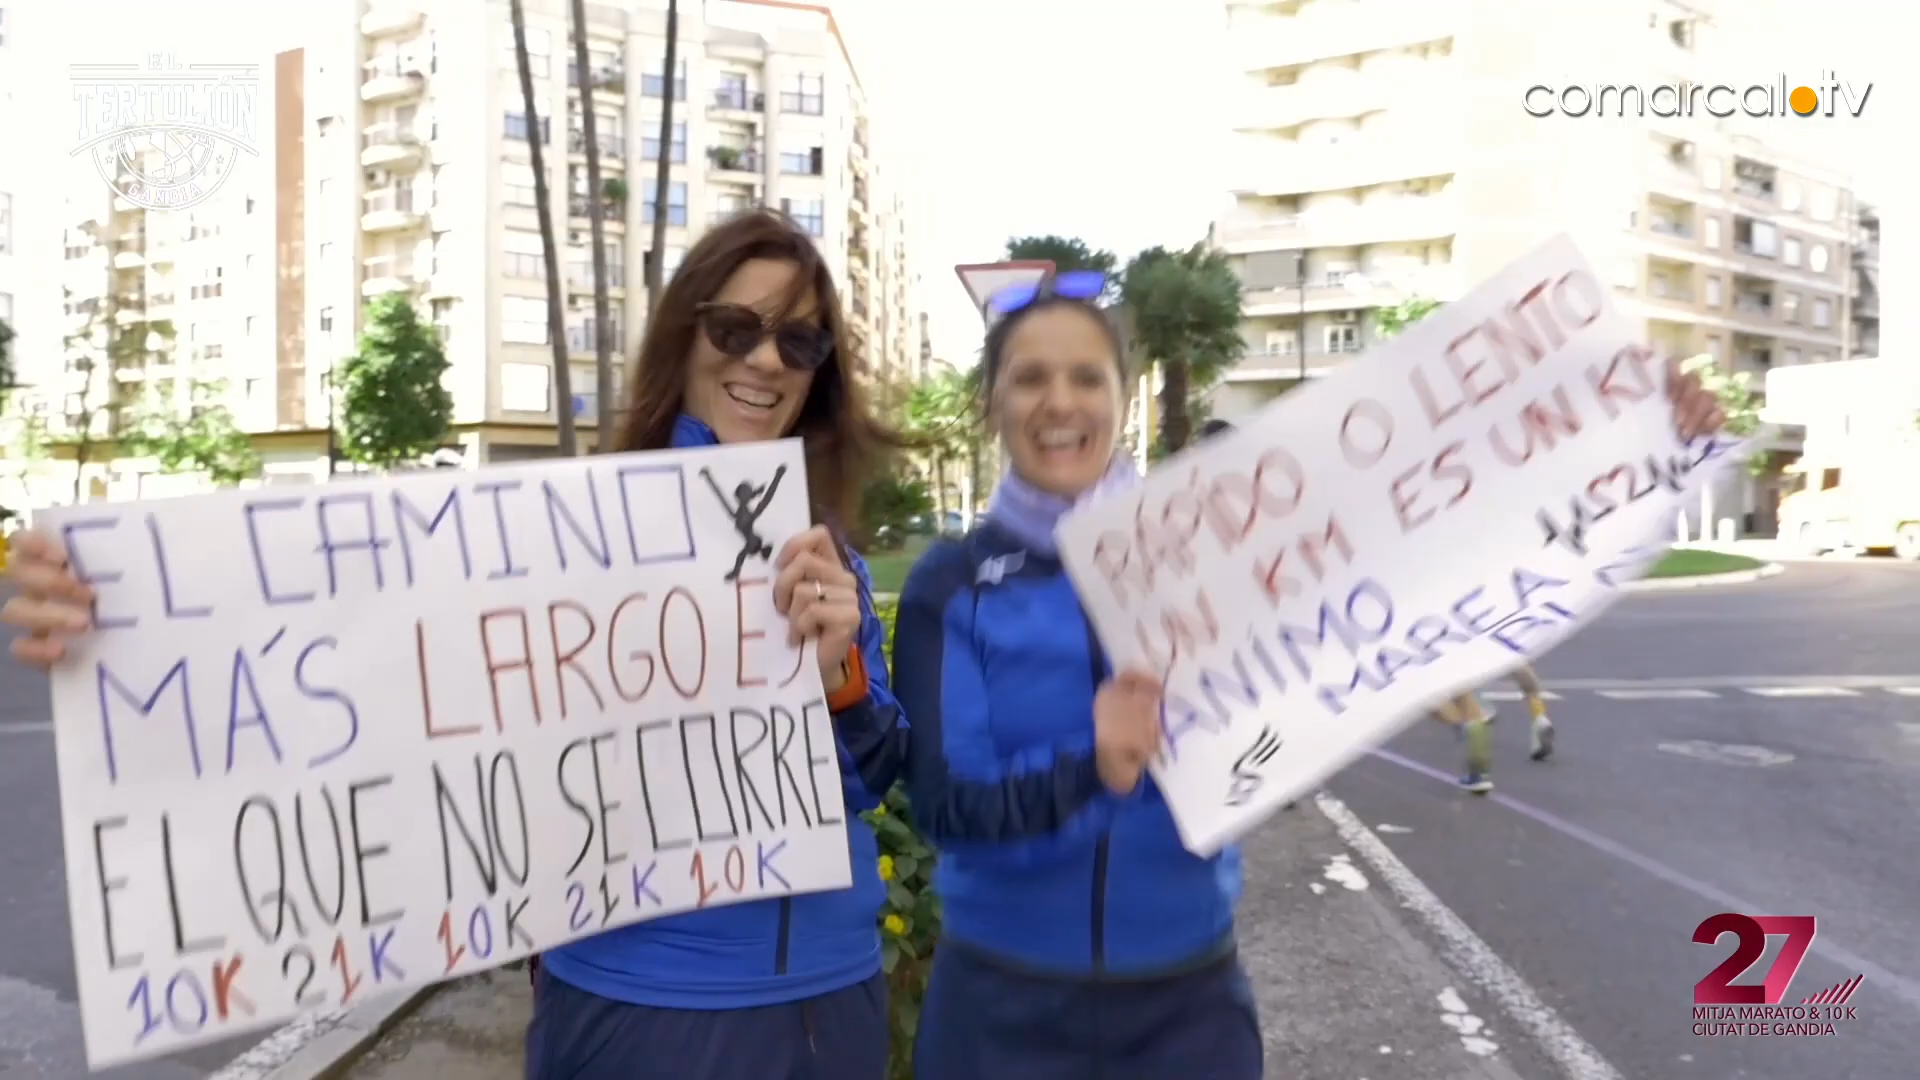 EL
TERTULIÓN
GANDIA
comarcal.tv
EL CAMINO
MÁS LARGO ES
EL QUE NO SE CORRE
10K 21K 10K 21K 10K
RÁPIDO O LENTO
UN KM ES UN KM
ANIMO
MAREA
27
MITJA MARATÓ & 10 K
CIUTAT DE GANDIA